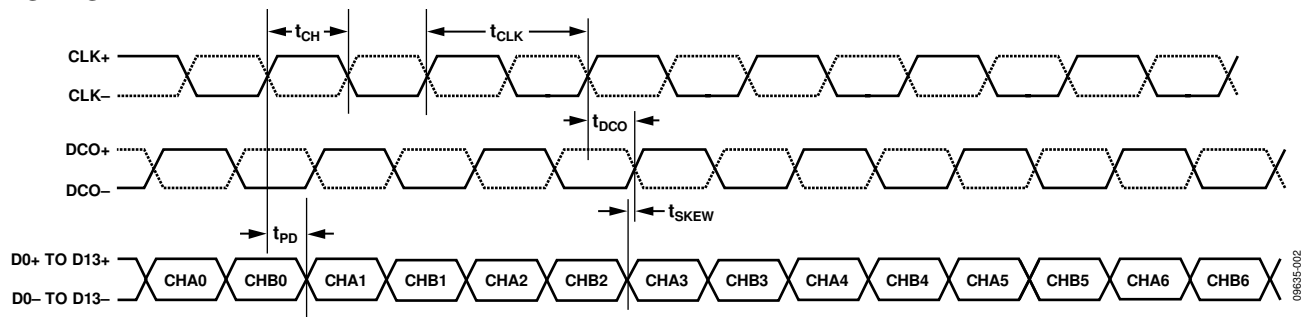 tCH
tCLK
CLK+
CLK–
tDCO
DCO+
DCO–
tSKEW
tPD
D0+ TO D13+
D0– TO D13–
CHA0 CHB0 CHA1 CHB1 CHA2 CHB2 CHA3 CHB3 CHA4 CHB4 CHA5 CHB5 CHA6 CHB6
09655-002